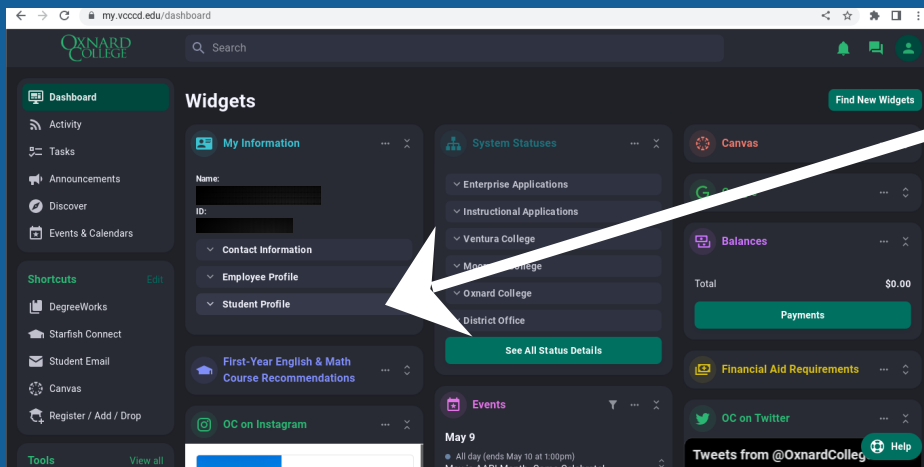 my.vcccd.edu/dashboard
OXNARD
COLLEGE
Search
Dashboard
Activity
Tasks
Announcements
Discover
Events & Calendars
Shortcuts
Edit
DegreeWorks
Starfish Connect
Student Email
Canvas
Register / Add / Drop
Tools
View all
Widgets
Find New Widgets
My Information
Name:
ID:
Contact Information
Employee Profile
Student Profile
First-Year English & Math
Course Recommendations
OC on Instagram
System Statuses
Enterprise Applications
Instructional Applications
Ventura College
College
Oxnard College
District Office
See All Status Details
Events
May 9
All day (ends May 10 at 1:00pm)
Canvas
Balances
Total
$0.00
Payments
Financial Aid Requirements
OC on Twitter
Tweets from @OxnardColleg
Help